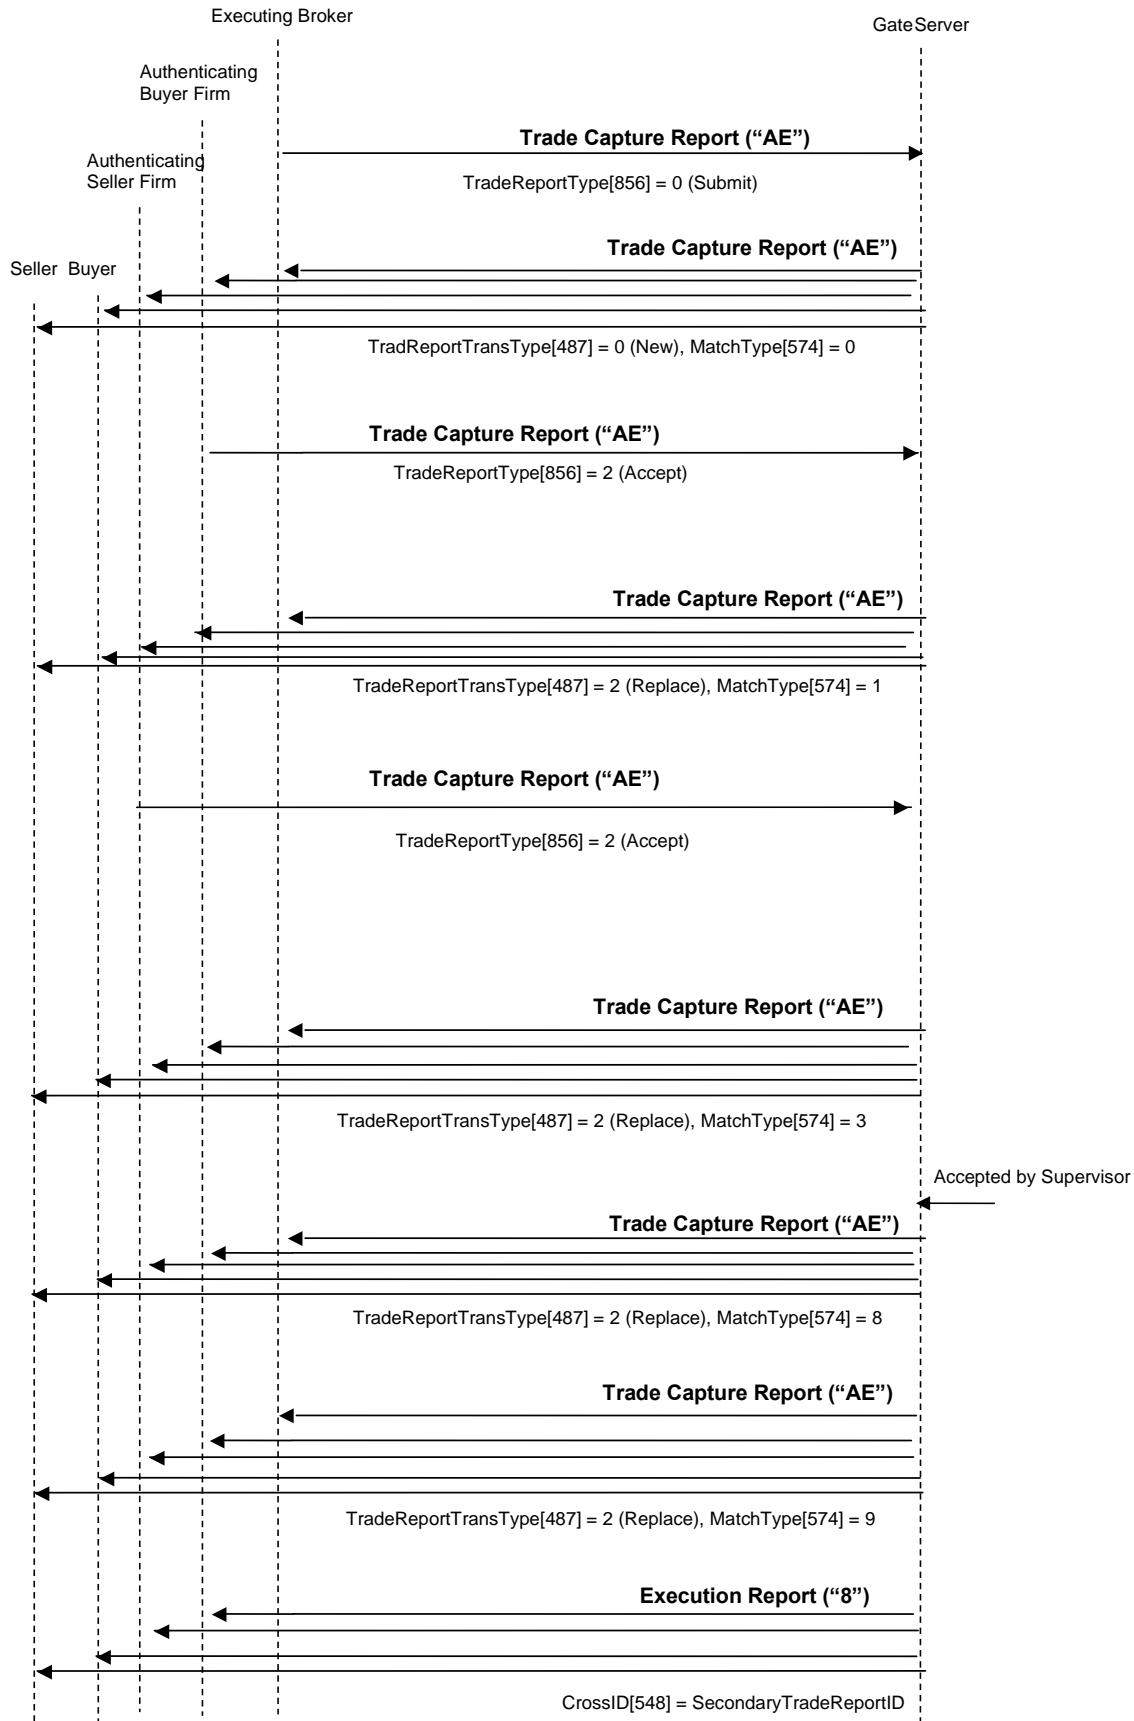 Executing Broker
GateServer
Authenticating
Buyer Firm
Trade Capture Report (“AE”)
Authenticating
Seller Firm
TradeReportType[856] = 0 (Submit)
Trade Capture Report (“AE”)
Seller Buyer
TradReportTransType[487] = 0 (New), MatchType[574] = 0
Trade Capture Report (“AE”)
TradeReportType[856] = 2 (Accept)
Trade Capture Report (“AE”)
TradeReportTransType[487] = 2 (Replace), MatchType[574] = 1
Trade Capture Report (“AE”)
TradeReportType[856] = 2 (Accept)
Trade Capture Report (“AE”)
TradeReportTransType[487] = 2 (Replace), MatchType[574] = 3
Accepted by Supervisor
Trade Capture Report (“AE”)
TradeReportTransType[487] = 2 (Replace), MatchType[574] = 8
Trade Capture Report (“AE”)
TradeReportTransType[487] = 2 (Replace), MatchType[574] = 9
Execution Report (“8”)
CrossID[548] = SecondaryTradeReportID